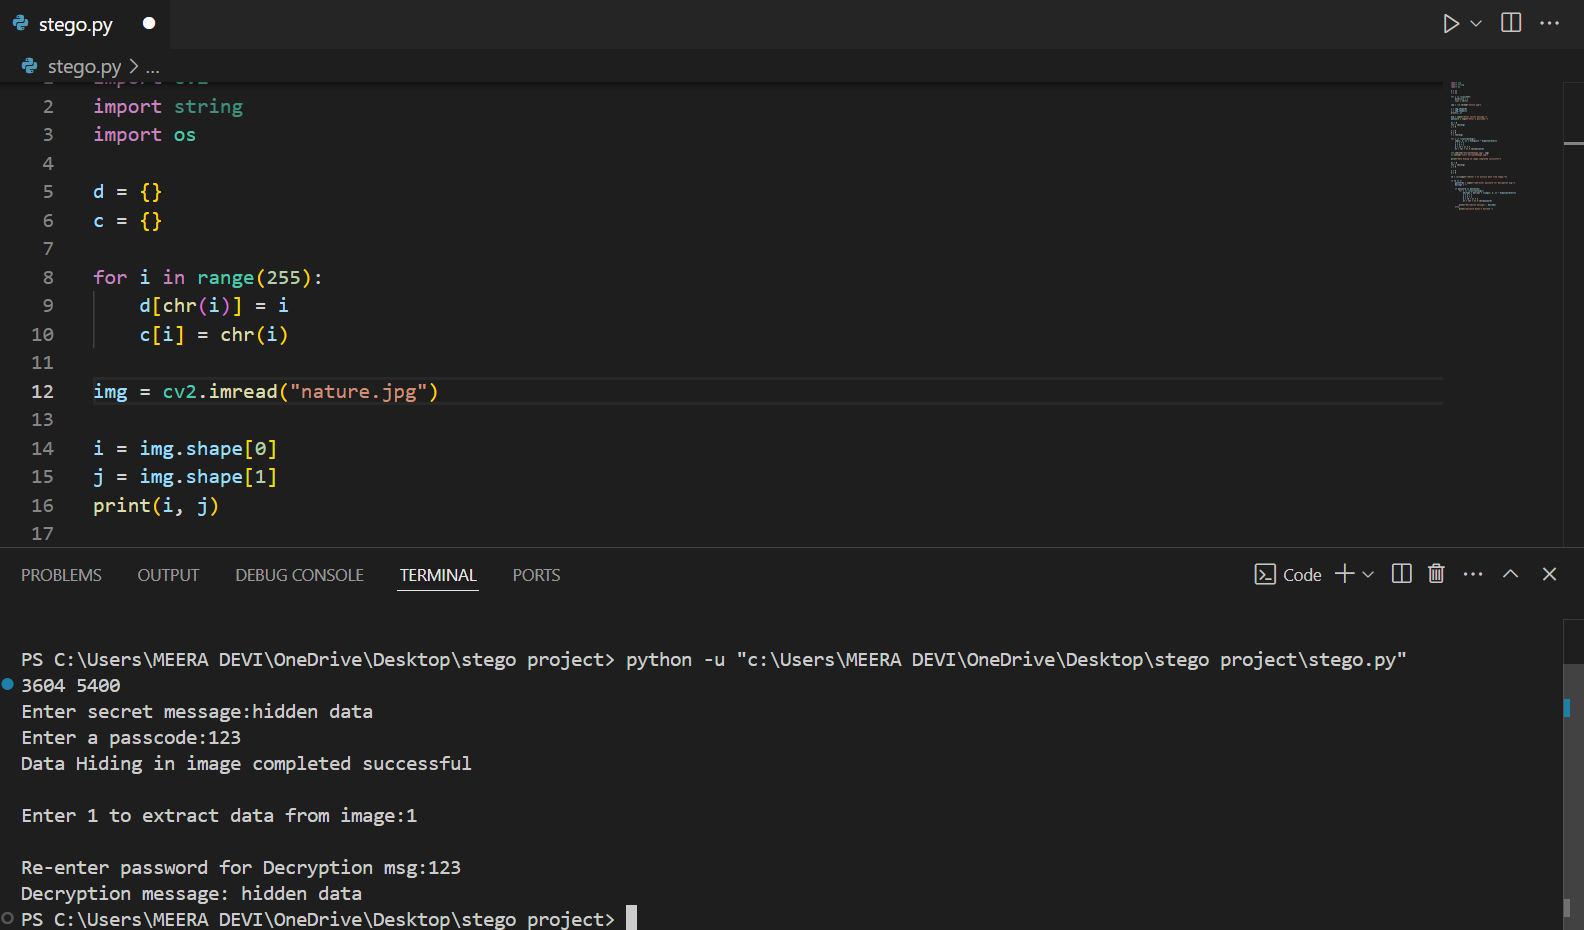 stego.py
stego.py > ...
2 import string
3 import os
4
5 d = {}
6 c = {}
7
8 for i in range(255):
9 d[chr(i)] = i
10 c[i] = chr(i)
11
12 img = cv2.imread("nature.jpg")
13
14 i = img.shape[0]
15 j = img.shape[1]
16 print(i, j)
17
PROBLEMS OUTPUT DEBUG CONSOLE TERMINAL PORTS Code
PS C:\Users\MEERA DEVI\OneDrive\Desktop\stego project> python -u "c:\Users\MEERA DEVI\OneDrive\Desktop\stego project\stego.py"
3604 5400
Enter secret message:hidden data
Enter a passcode:123
Data Hiding in image completed successful
Enter 1 to extract data from image:1
Re-enter password for Decryption msg:123
Decryption message: hidden data
PS C:\Users\MEERA DEVI\OneDrive\Desktop\stego project>